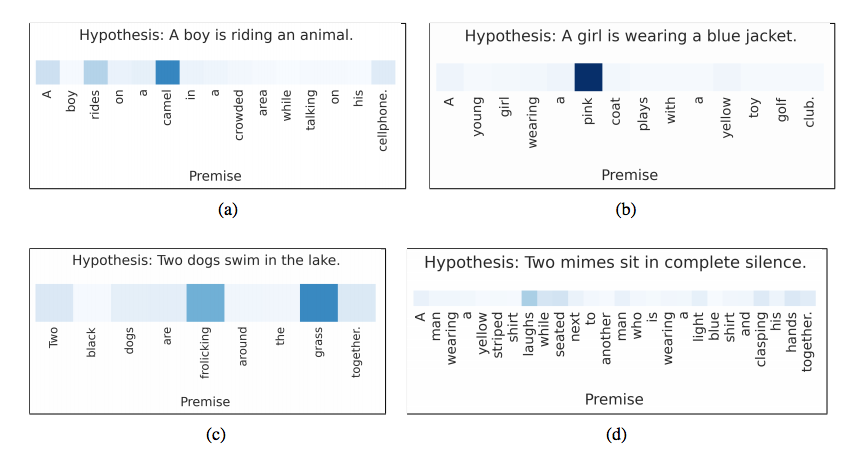 Hypothesis: A boy is riding an animal.
A boy rides on a camel in a crowded area while talking on his cellphone.
Premise
(a)
Hypothesis: A girl is wearing a blue jacket.
A young girl wearing a pink coat plays with a yellow toy golf club.
Premise
(b)
Hypothesis: Two dogs swim in the lake.
Two black dogs are frolicking around the grass together.
Premise
(c)
Hypothesis: Two mimes sit in complete silence.
A man wearing a yellow striped shirt laughs while seated next to another man who is wearing a light blue shirt and clasping his hands together.
Premise
(d)